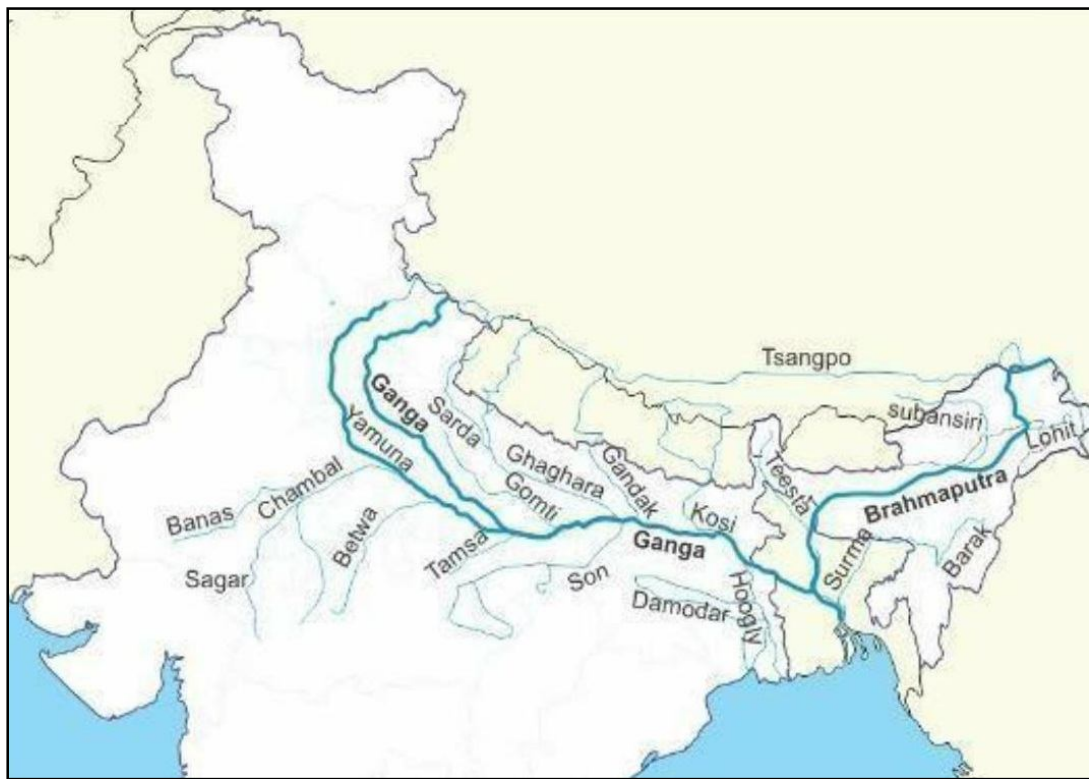 Tsangpo
subansiri
Lohit
Ganga
Sarda
Yamuna
Ghaghara
Gandak
Teesta
Chambal
Gomti
Kosi
Brahmaputra
Banas
Betwa
Tamsa
Ganga
Surma
Barak
Sagar
Son
Damodar
Hoogly